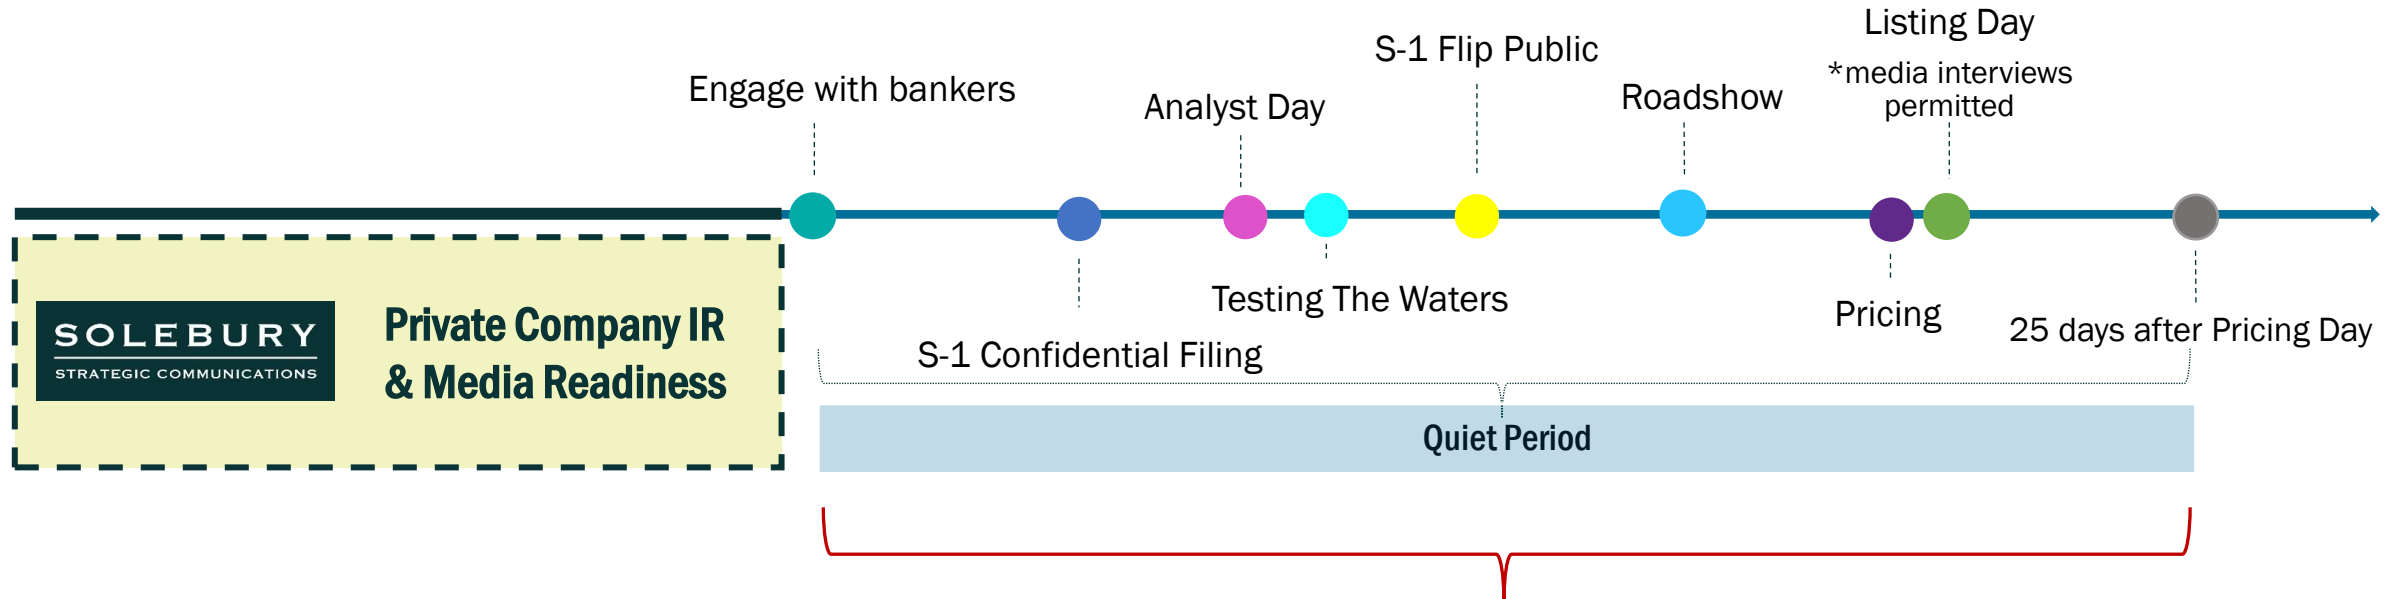 Listing Day
*media interviews
permitted
S-1 Flip Public
Engage with bankers
Analyst Day
Roadshow
SOLEBURY
STRATEGIC COMMUNICATIONS
Private Company IR
& Media Readiness
Testing The Waters
Pricing
25 days after Pricing Day
S-1 Confidential Filing
Quiet Period